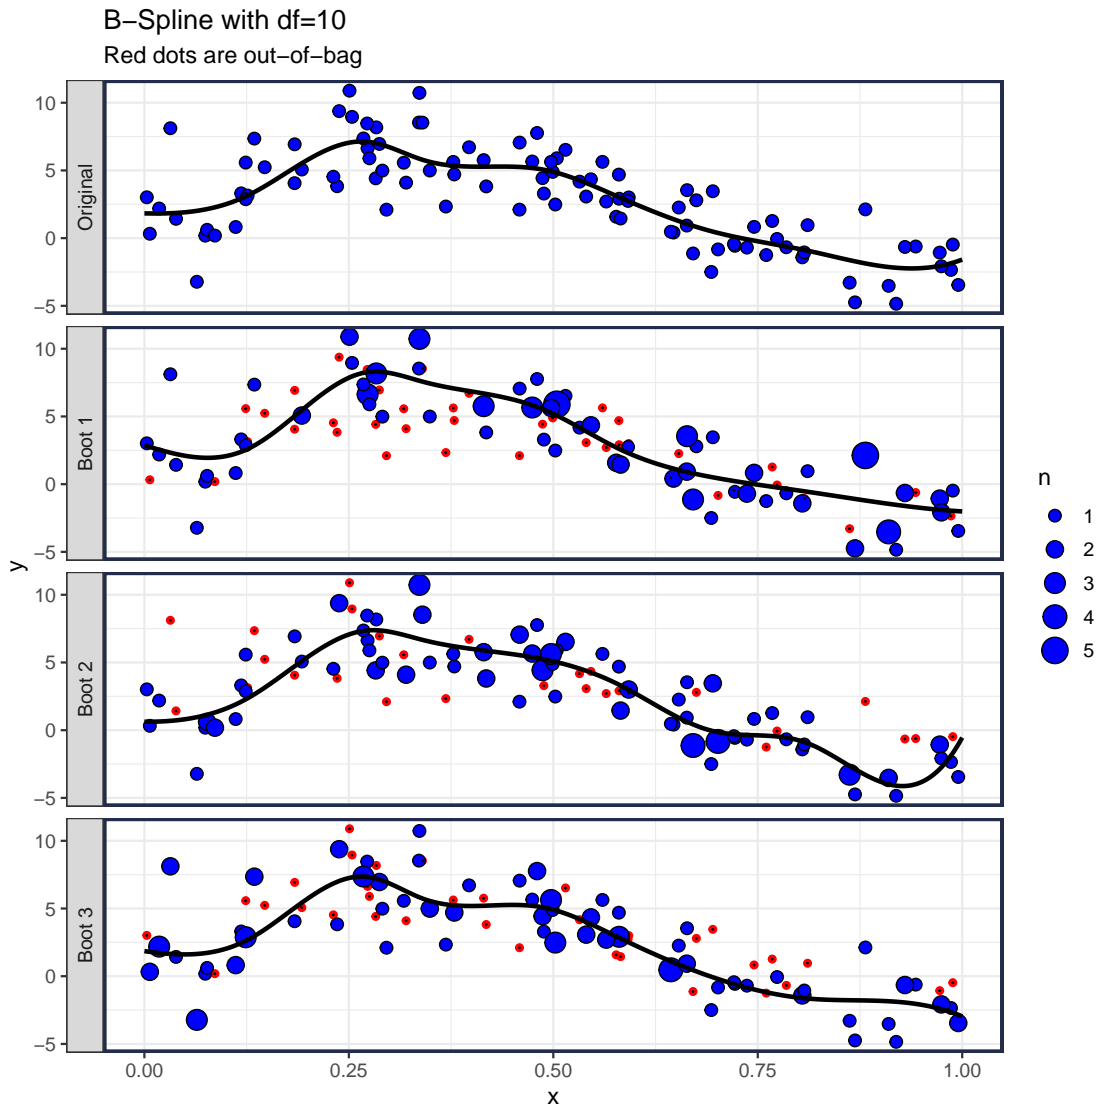 B−Spline with df=10
Red dots are out−of−bag
Original
10
5
0
−5
Boot 1
10
5
0
−5
Boot 2
10
5
0
−5
Boot 3
10
5
0
−5
0.00 0.25 0.50 0.75 1.00
x
y
n
1
2
3
4
5